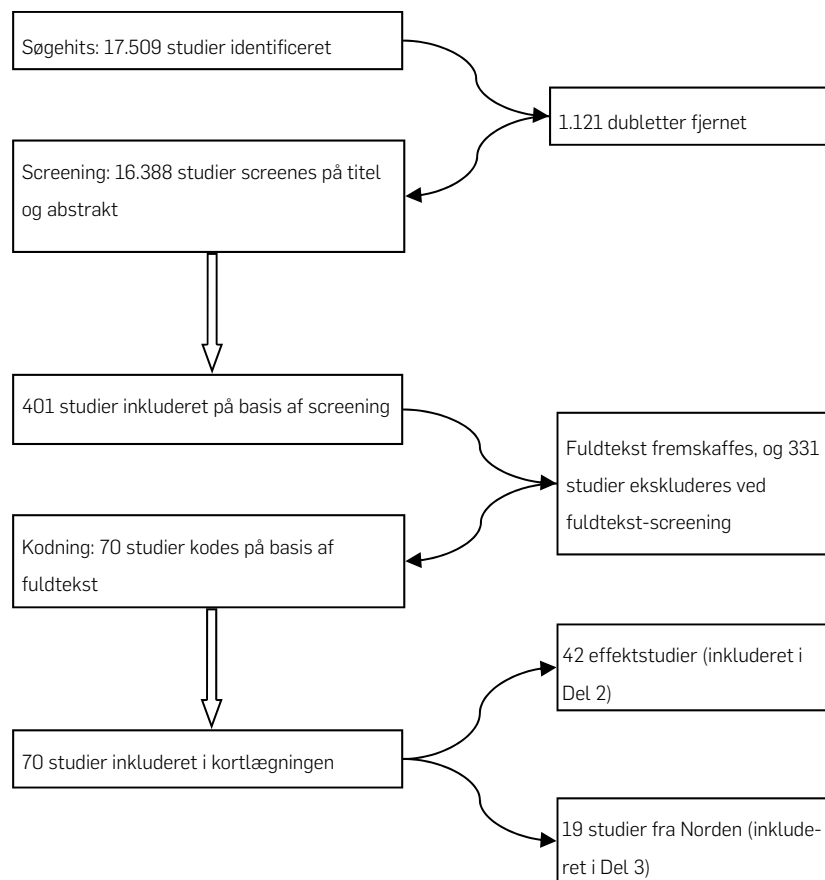 Søgehits: 17.509 studier identificeret
1.121 dubletter fjernet
Screening: 16.388 studier screenes på titel
og abstrakt
401 studier inkluderet på basis af screening
Fuldtekst fremskaffes, og 331
studier ekskluderes ved
fuldtekst-screening
Kodning: 70 studier kodes på basis af
fuldtekst
42 effektstudier (inkluderet i
Del 2)
70 studier inkluderet i kortlægningen
19 studier fra Norden (inklude-
ret i Del 3)